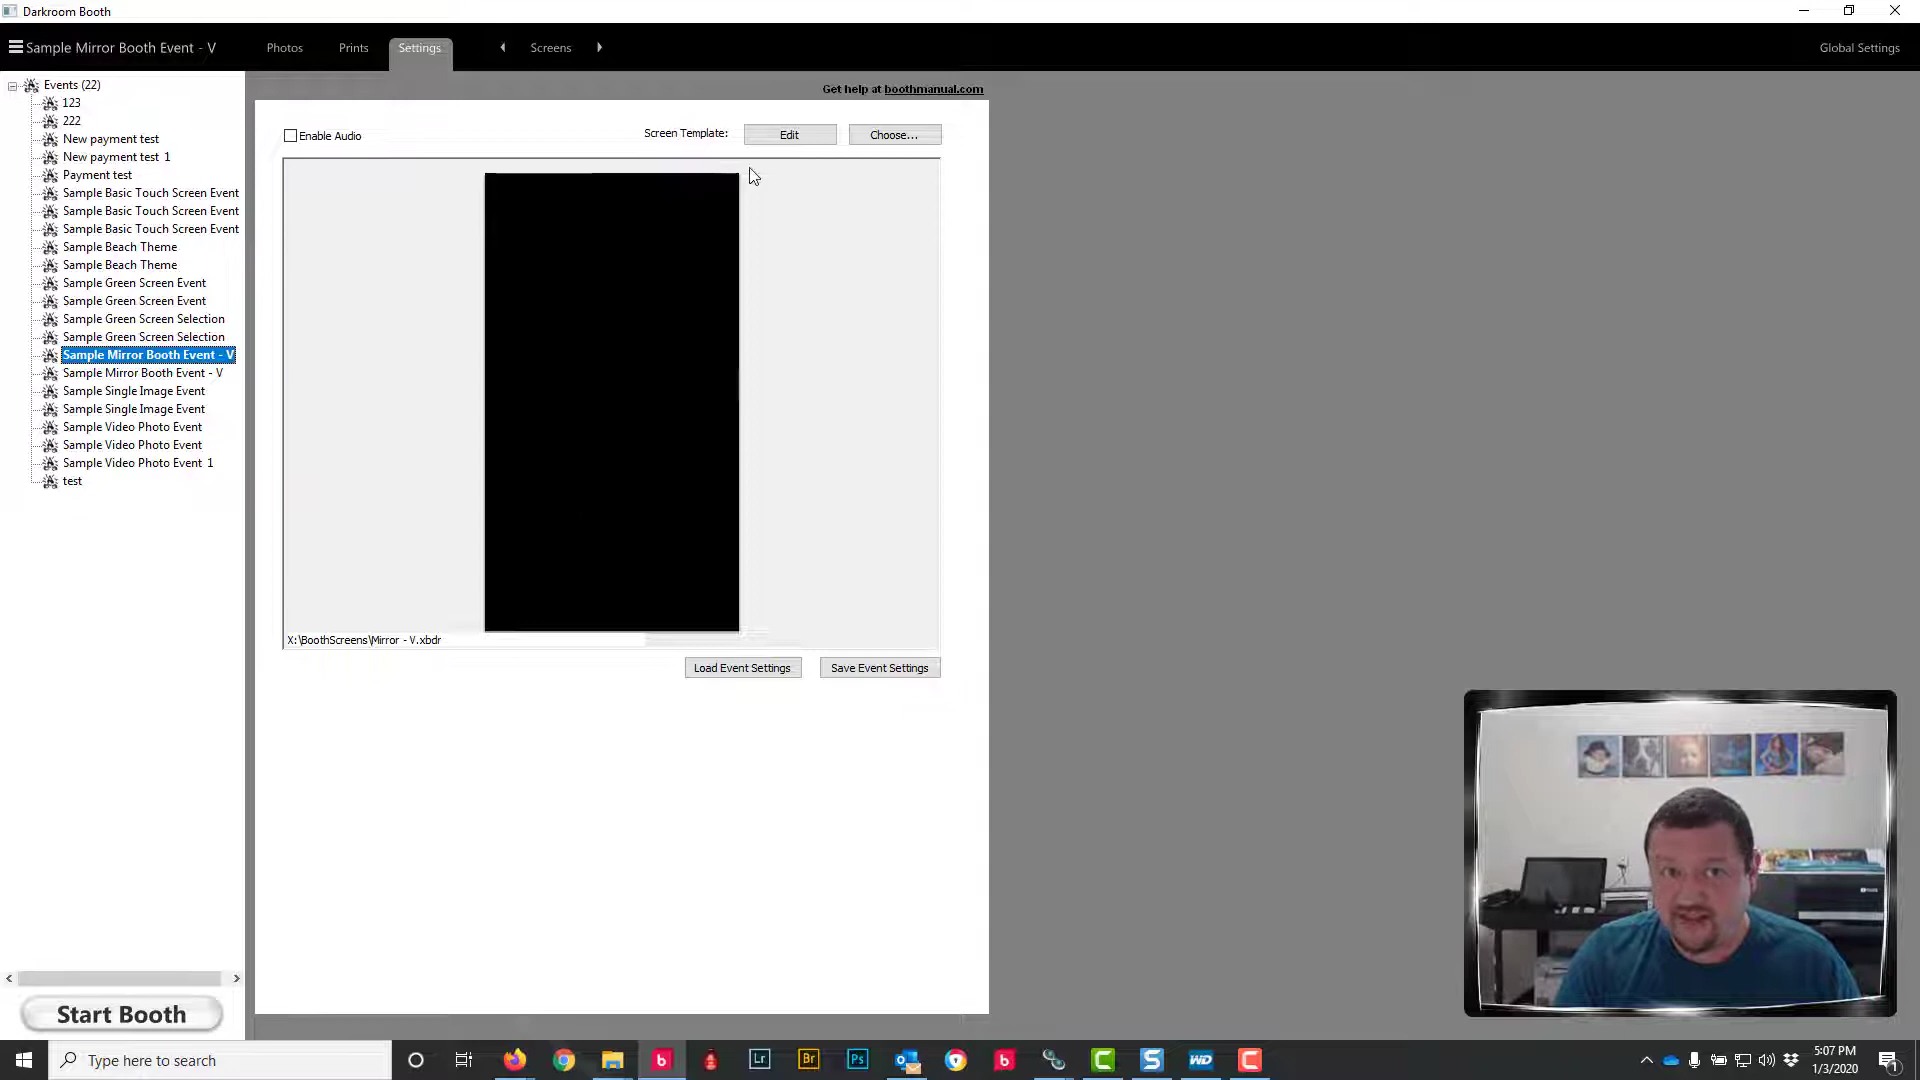 Darkroom Booth
Sample Mirror Booth Event - V
Photos
Prints
Settings
Screens
Global Settings
Events (22)
123
222
New payment test
New payment test 1
Payment test
Sample Basic Touch Screen Event
Sample Basic Touch Screen Event
Sample Basic Touch Screen Event
Sample Beach Theme
Sample Beach Theme
Sample Green Screen Event
Sample Green Screen Event
Sample Green Screen Selection
Sample Green Screen Selection
Sample Mirror Booth Event - V
Sample Mirror Booth Event - V
Sample Single Image Event
Sample Single Image Event
Sample Video Photo Event
Sample Video Photo Event
Sample Video Photo Event 1
test
Start Booth
Get help at boothmanual.com
Enable Audio
Screen Template:
Edit
Choose...
X:\BoothScreens\Mirror - V.xbdr
Load Event Settings
Save Event Settings
Type here to search
b
Lr
Br
Ps
b
C
S
WD
C
5:07 PM
1/3/2020
1